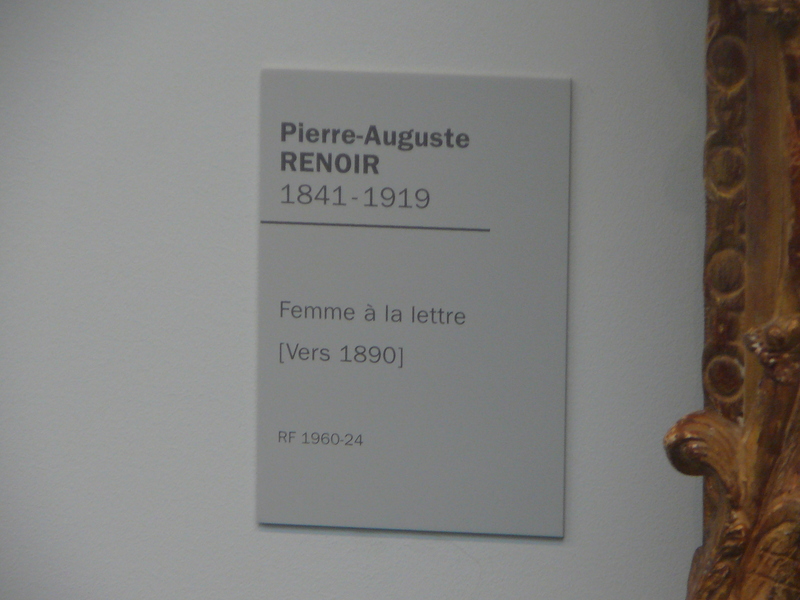 Pierre-Auguste
RENOIR
1841-1919
Femme à la lettre
[Vers 1890]
RF 1960-24